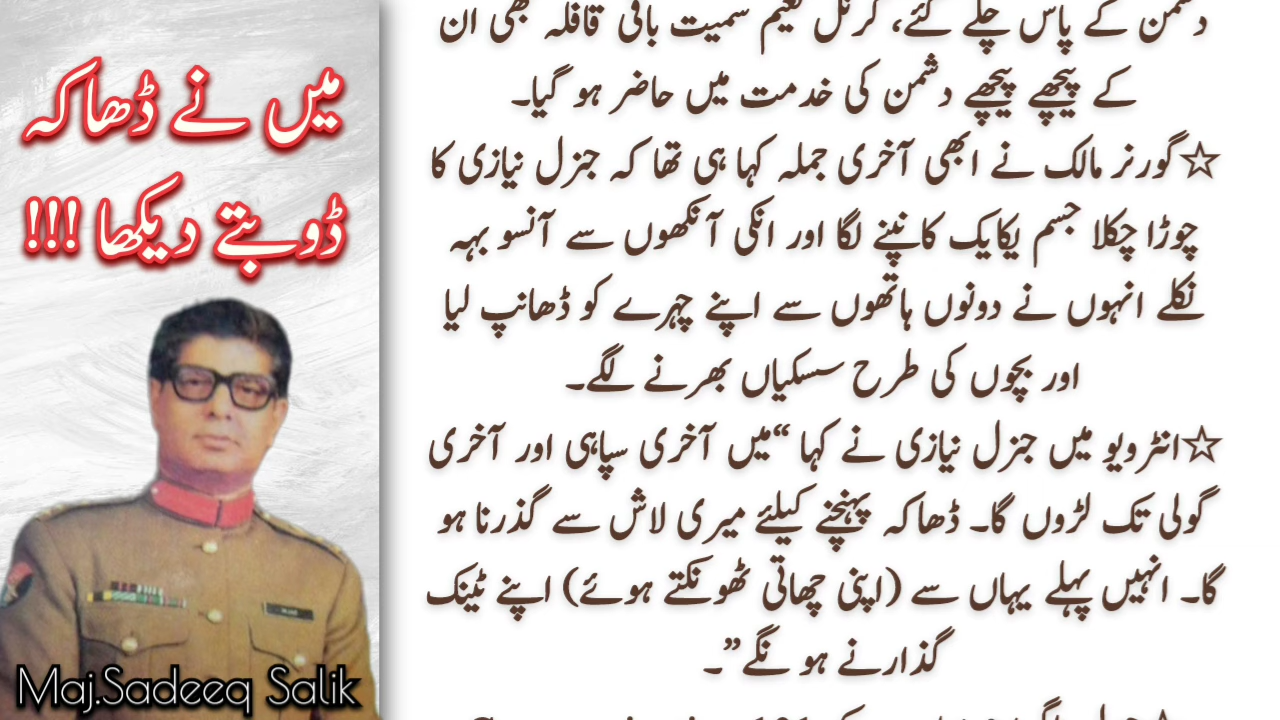 میں نے ڈھاکہ
ڈوبتے دیکھا !!!
Maj.Sadeeq Salik
دشمن کے پاس چلے گئے، کرنل نعیم سمیت باقی قافلہ بھی ان
کے پیچھے پیچھے دشمن کی خدمت میں حاضر ہو گیا۔
☆گورنر مالک نے ابھی آخری جملہ کہا ہی تھا کہ جنرل نیازی کا
چوڑا چکلا جسم یکایک کانپنے لگا اور انکی آنکھوں سے آنسو بہہ
نکلے انہوں نے دونوں ہاتھوں سے اپنے چہرے کو ڈھانپ لیا
اور بچوں کی طرح سسکیاں بھرنے لگے۔
☆انٹرویو میں جنرل نیازی نے کہا “میں آخری سپاہی اور آخری
گولی تک لڑوں گا۔ ڈھاکہ پہنچنے کیلئے میری لاش سے گذرنا ہو
گا۔ انہیں پہلے یہاں سے (اپنی چھاتی ٹھونکتے ہوئے) اپنے ٹینک
گذارنے ہو نگے”۔